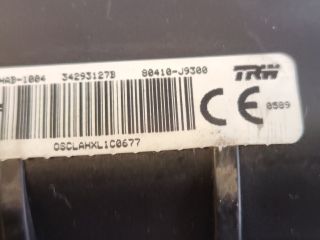 HAB-1004 34293127B 80410-J9300 TRW
CE 0589
OSCLAHXL1C0677